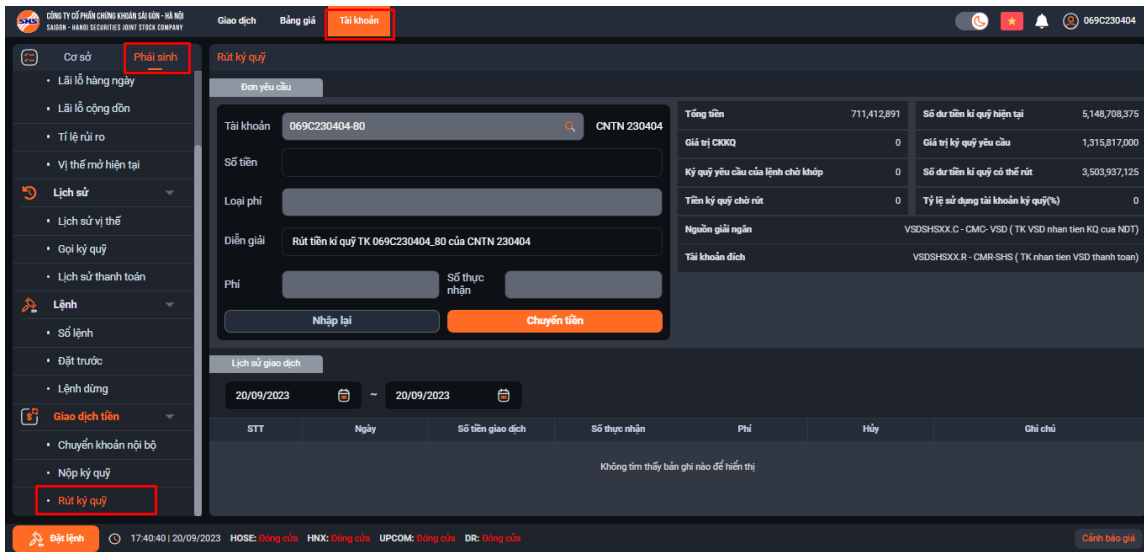 SHS
CÔNG TY CỔ PHẦN CHỨNG KHOÁN SÀI GÒN - HÀ NỘI
SAIGON - HANOI SECURITIES JOINT STOCK COMPANY
Giao dịch Bảng giá Tài khoản
069C230404
Cơ sở Phái sinh
Lãi lỗ hàng ngày
Lãi lỗ cộng dồn
Tỉ lệ rủi ro
Vị thế mở hiện tại
Lịch sử
Lịch sử vị thế
Gọi ký quỹ
Lịch sử thanh toán
Lệnh
Sổ lệnh
Đặt trước
Lệnh dừng
Giao dịch tiền
Chuyển khoản nội bộ
Nộp ký quỹ
Rút ký quỹ
Rút ký quỹ
Đơn yêu cầu
Tài khoản 069C230404-80 CNTN 230404
Số tiền
Loại phí
Diễn giải Rút tiền kí quỹ TK 069C230404_80 của CNTN 230404
Phí Số thực nhận
Nhập lại Chuyển tiền
Tổng tiền 711,412,891 Số dư tiền kí quỹ hiện tại 5,148,708,375
Giá trị CKKQ 0 Giá trị ký quỹ yêu cầu 1,315,817,000
Ký quỹ yêu cầu của lệnh chờ khớp 0 Số dư tiền kí quỹ có thể rút 3,503,937,125
Tiền ký quỹ chờ rút 0 Tỷ lệ sử dụng tài khoản ký quỹ(%) 0
Nguồn giải ngân VSDSHSXX.C - CMC- VSD ( TK VSD nhan tien KQ cua NDT)
Tài khoản đích VSDSHSXX.R - CMR-SHS ( TK nhan tien VSD thanh toan)
Lịch sử giao dịch
20/09/2023 ~ 20/09/2023
STT Ngày Số tiền giao dịch Số thực nhận Phí Hủy Ghi chú
Không tìm thấy bản ghi nào để hiển thị
Đặt lệnh 17:40:40 | 20/09/2023 HOSE: Đóng cửa HNX: Đóng cửa UPCOM: Đóng cửa DR: Đóng cửa Cảnh báo giá